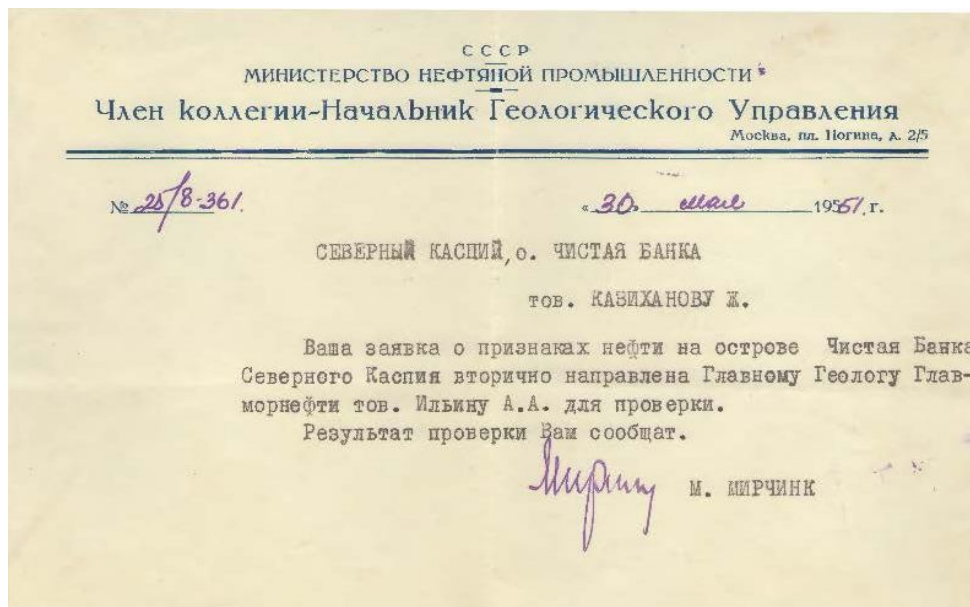 СССР
МИНИСТЕРСТВО НЕФТЯНОЙ ПРОМЫШЛЕННОСТИ
Член коллегии-Начальник Геологического Управления
Москва, пл. Ногина, д. 2/5
№ 25/8-361. «30» мая 1951 г.
СЕВЕРНЫЙ КАСПИЙ, о. ЧИСТАЯ БАНКА
тов. КАЗИХАНОВУ Ж.
Ваша заявка о признаках нефти на острове Чистая Банка
Северного Каспия вторично направлена Главному Геологу Глав-
морнефти тов. Ильину А.А. для проверки.
Результат проверки Вам сообщат.
Мирчинк М. МИРЧИНК